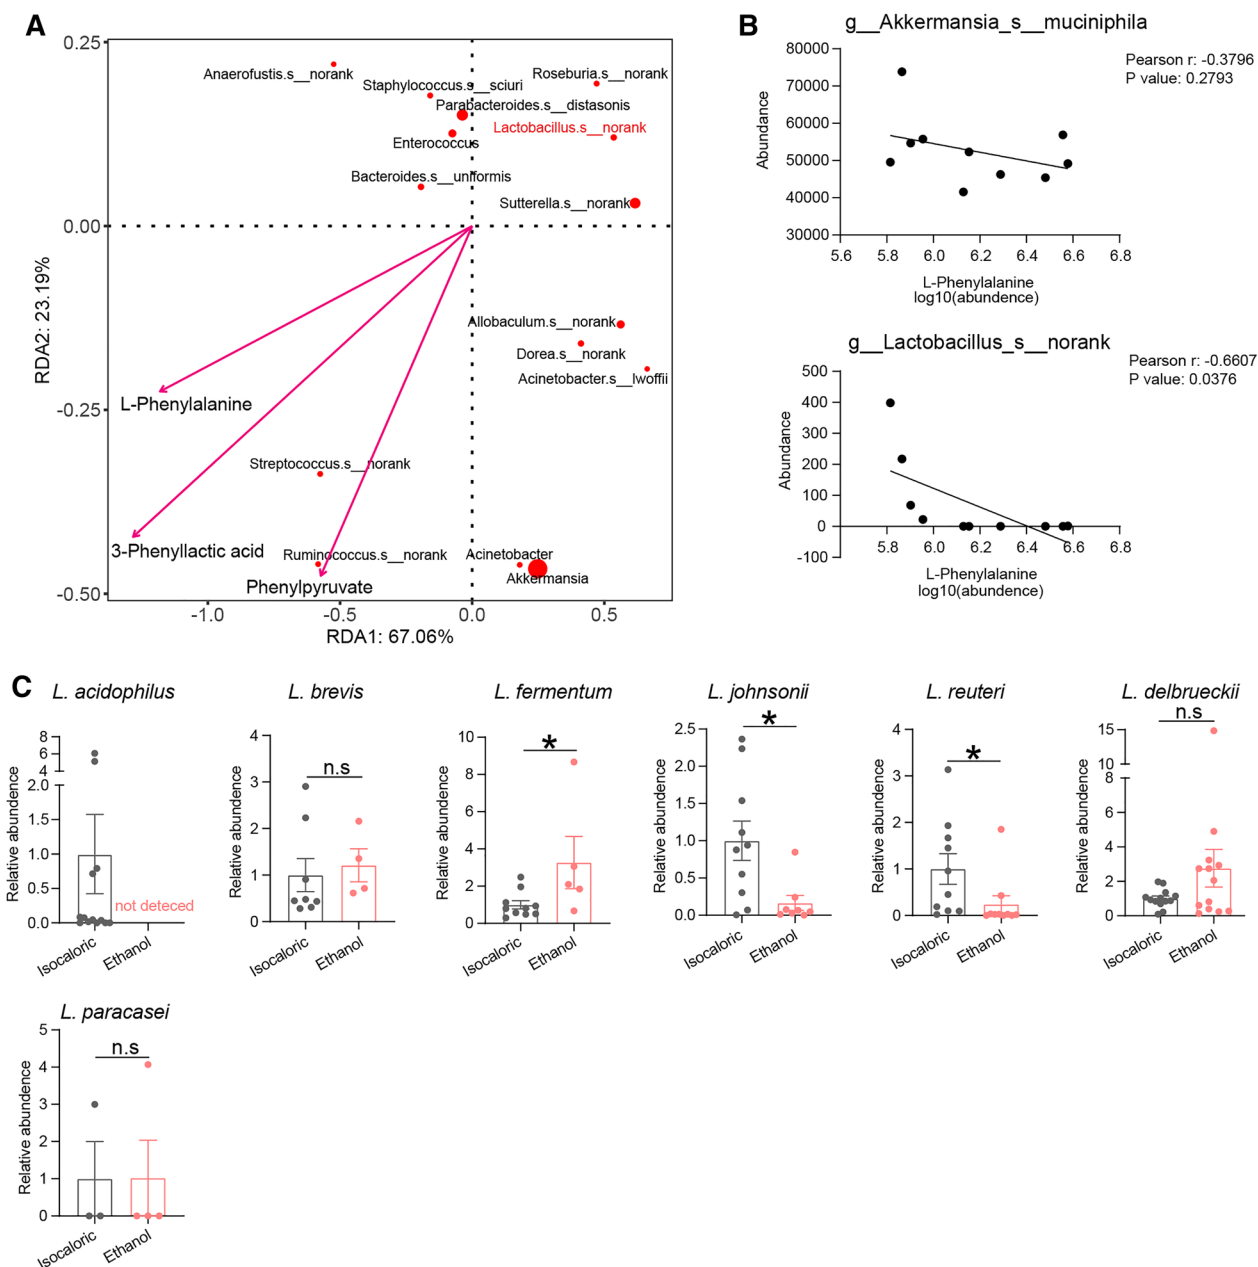 A
0.25
0.00
-0.25
-0.50
RDA2: 23.19%
Anaerofustis.s__norank
Staphylococcus.s__sciuri
Roseburia.s__norank
Parabacteroides.s__distasonis
Lactobacillus.s__norank
Enterococcus
Bacteroides.s__uniformis
Sutterella.s__norank
Allobaculum.s__norank
Dorea.s__norank
Acinetobacter.s__lwoffii
L-Phenylalanine
Streptococcus.s__norank
3-Phenyllactic acid
Ruminococcus.s__norank
Acinetobacter
Akkermansia
Phenylpyruvate
-1.0 -0.5 0.0 0.5
RDA1: 67.06%
B
g__Akkermansia_s__muciniphila
Pearson r: -0.3796
P value: 0.2793
80000
70000
60000
50000
40000
30000
Abundance
5.6 5.8 6.0 6.2 6.4 6.6 6.8
L-Phenylalanine
log10(abundence)
g__Lactobacillus_s__norank
Pearson r: -0.6607
P value: 0.0376
500
400
300
200
100
0
-100
Abundance
5.8 6.0 6.2 6.4 6.6 6.8
L-Phenylalanine
log10(abundence)
C
L. acidophilus
8
6
4
2.0
1.0
0.5
0.0
Relative abundence
not deteced
Isocaloric Ethanol
L. brevis
n.s
4
3
2
1
0
Relative abundence
Isocaloric Ethanol
L. fermentum
*
10
8
6
4
2
0
Relative abundence
Isocaloric Ethanol
L. johnsonii
*
2.5
2.0
1.5
1.0
0.5
0.0
Relative abundence
Isocaloric Ethanol
L. reuteri
*
4
3
2
1
0
Relative abundence
Isocaloric Ethanol
L. delbrueckii
n.s
15
10
8
6
4
2
0
Relative abundence
Isocaloric Ethanol
L. paracasei
n.s
5
4
3
2
1
0
Relative abundence
Isocaloric Ethanol